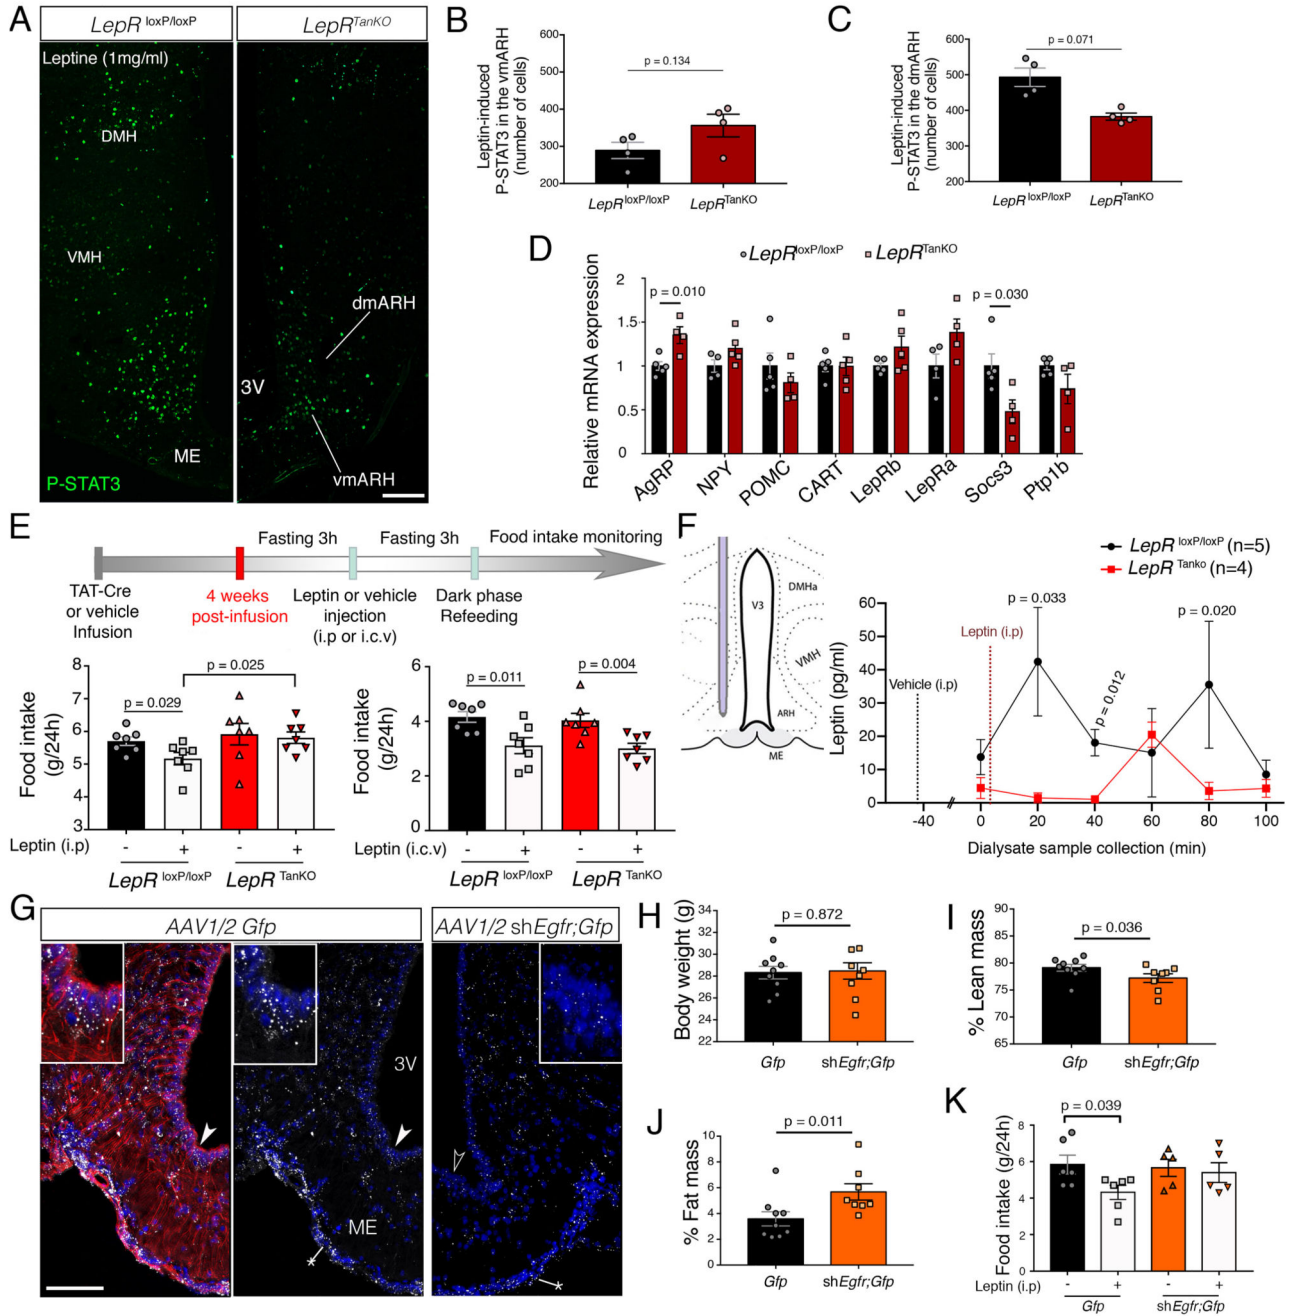 A
LepR loxP/loxP
LepR TanKO
Leptine (1mg/ml)
DMH
VMH
dmARH
3V
ME
vmARH
P-STAT3
B
Leptin-induced
P-STAT3 in the vmARH
(number of cells)
600
500
400
300
200
p = 0.134
LepR loxP/loxP
LepR TanKO
C
Leptin-induced
P-STAT3 in the dmARH
(number of cells)
600
500
400
300
200
p = 0.071
LepR loxP/loxP
LepR TanKO
D
LepR loxP/loxP
LepR TanKO
Relative mRNA expression
2
1.5
1
0.5
0
p = 0.010
p = 0.030
AgRP
NPY
POMC
CART
LepRb
LepRa
Socs3
Ptp1b
E
Fasting 3h
Fasting 3h
Food intake monitoring
TAT-Cre
or vehicle
Infusion
4 weeks
post-infusion
Leptin or vehicle
injection
(i.p or i.c.v)
Dark phase
Refeeding
Food intake
(g/24h)
8
7
6
5
4
3
p = 0.029
p = 0.025
Leptin (i.p)
- + - +
LepR loxP/loxP
LepR TanKO
Food intake
(g/24h)
6
4
2
0
p = 0.011
p = 0.004
Leptin (i.c.v)
- + - +
LepR loxP/loxP
LepR TanKO
F
V3
DMHa
VMH
ARH
ME
LepR loxP/loxP (n=5)
LepR Tanko (n=4)
Leptin (pg/ml)
60
50
40
30
20
10
0
Vehicle (i.p)
Leptin (i.p)
p = 0.033
p = 0.012
p = 0.020
-40 0 20 40 60 80 100
Dialysate sample collection (min)
G
AAV1/2 Gfp
AAV1/2 shEgfr;Gfp
3V
ME
*
*
H
Body weight (g)
34
32
30
28
26
24
22
p = 0.872
Gfp
shEgfr;Gfp
I
% Lean mass
90
85
80
75
70
65
p = 0.036
Gfp
shEgfr;Gfp
J
% Fat mass
10
8
6
4
2
0
p = 0.011
Gfp
shEgfr;Gfp
K
Food intake (g/24h)
8
6
4
2
0
p = 0.039
Leptin (i.p)
- + - +
Gfp
shEgfr;Gfp